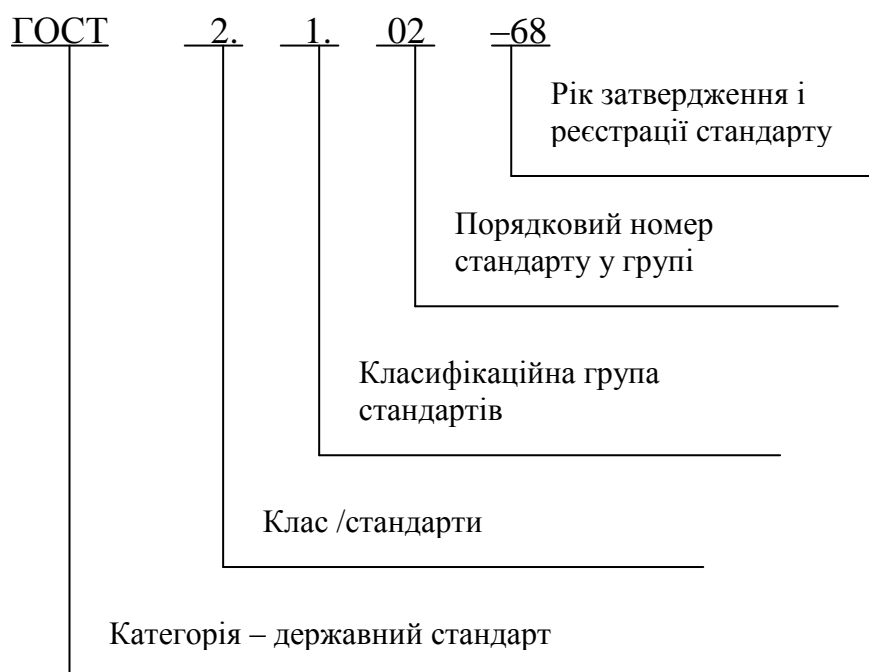 ГОСТ 2. 1. 02 –68
Рік затвердження і
реєстрації стандарту
Порядковий номер
стандарту у групі
Класифікаційна група
стандартів
Клас /стандарти
Категорія – державний стандарт